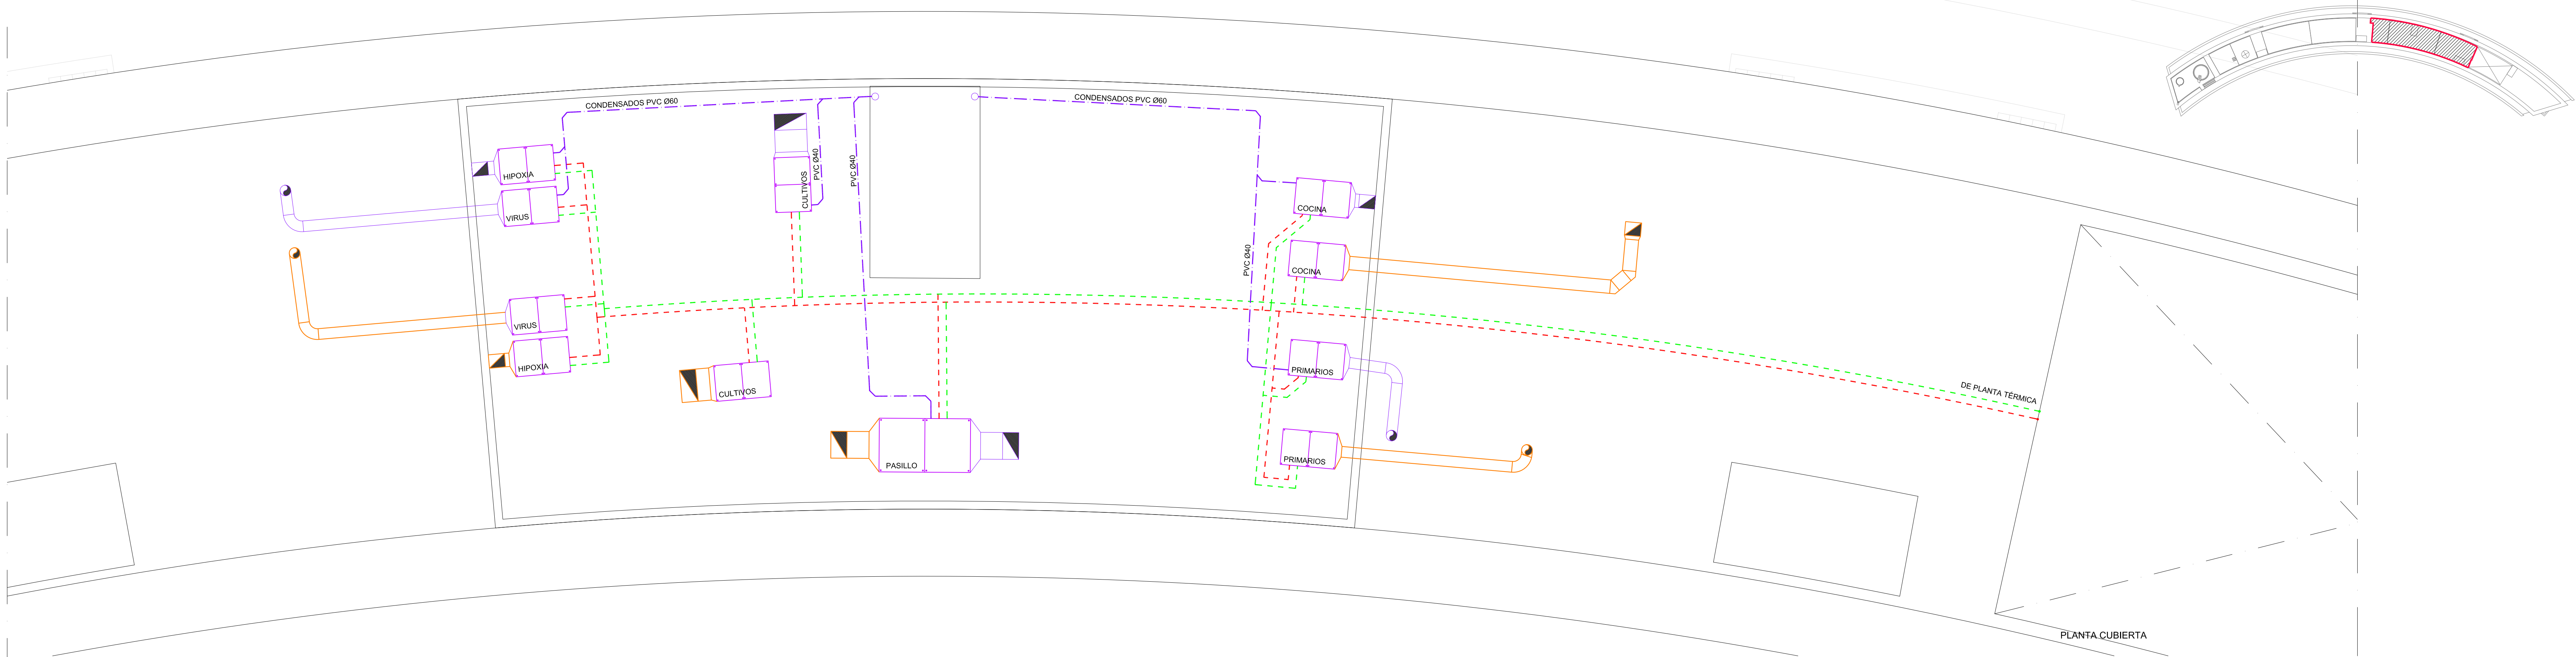 CONDENSADOS PVC Ø60
CONDENSADOS PVC Ø60
HIPOXIA
VIRUS
CULTIVOS
PVC Ø40
PVC Ø40
COCINA
PVC Ø40
COCINA
VIRUS
HIPOXIA
CULTIVOS
PRIMARIOS
PASILLO
PRIMARIOS
DE PLANTA TÉRMICA
PLANTA CUBIERTA